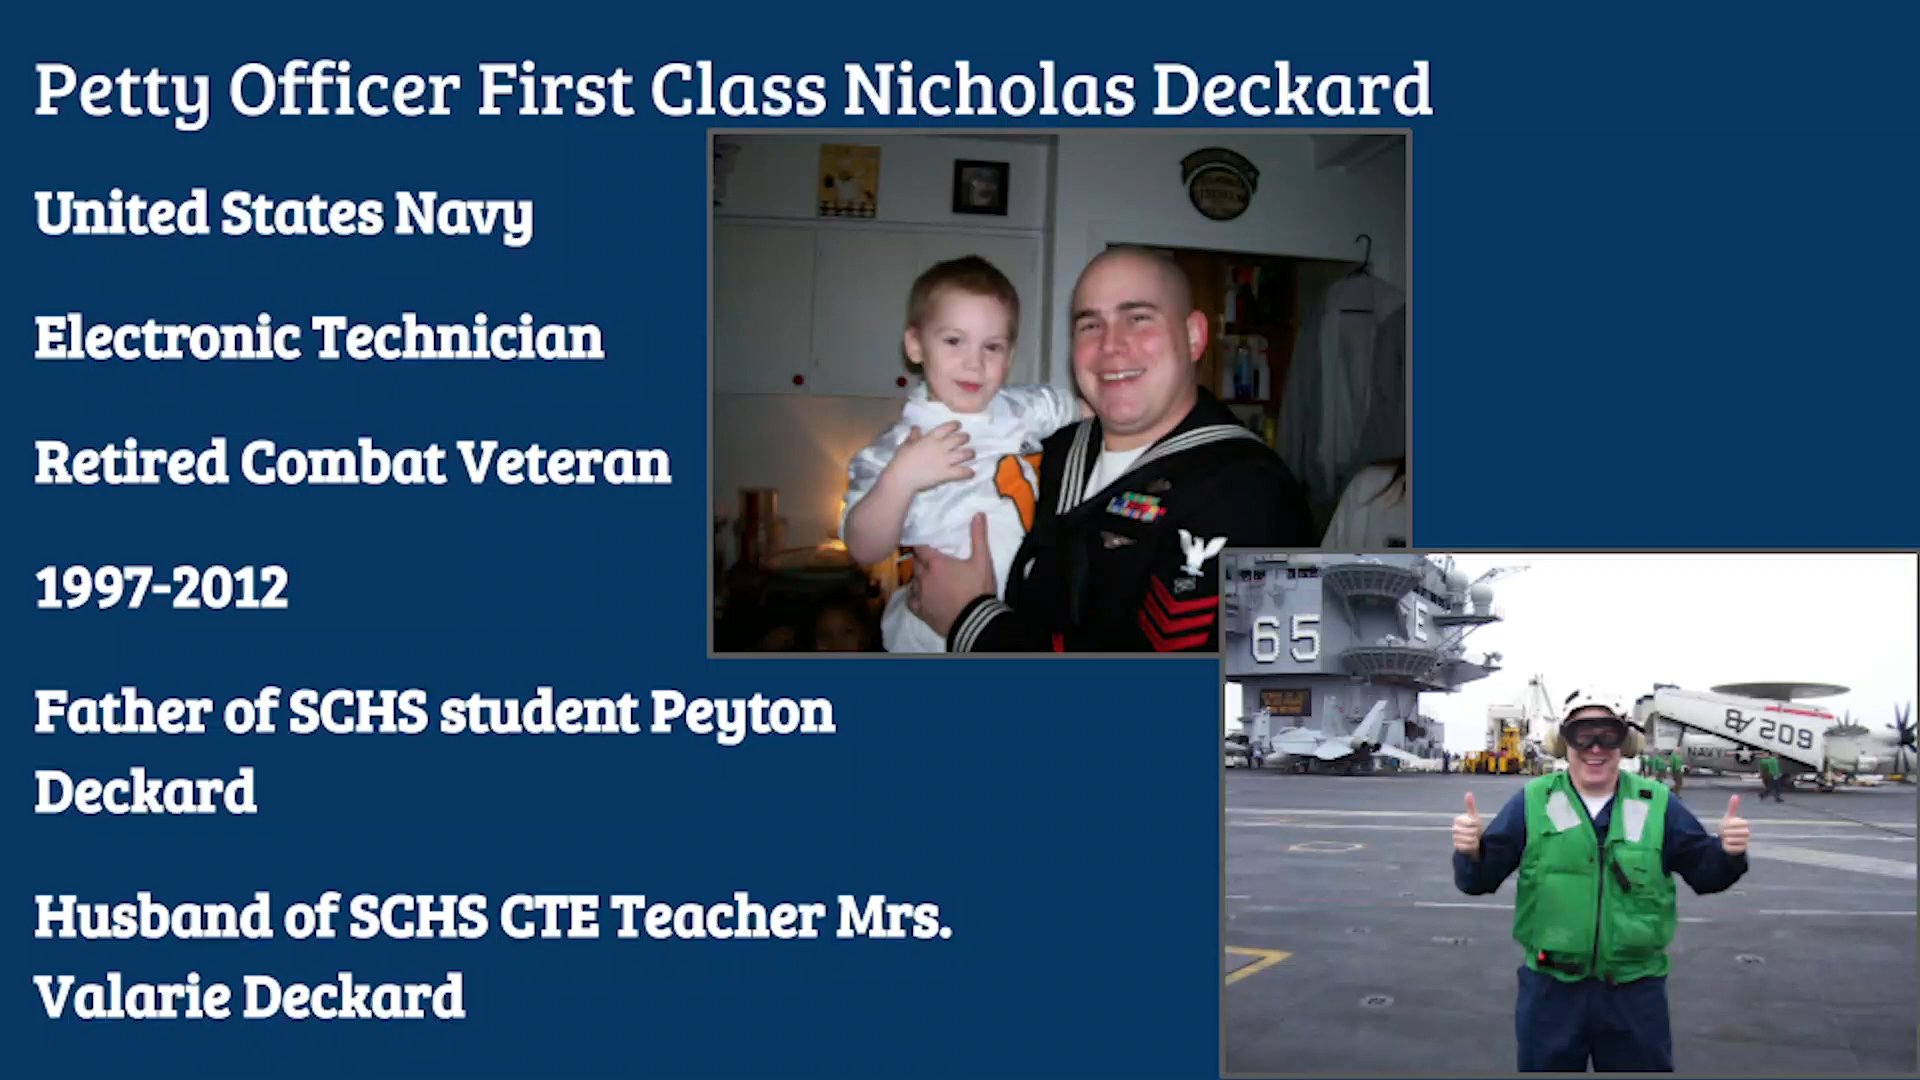 Petty Officer First Class Nicholas Deckard
United States Navy
Electronic Technician
Retired Combat Veteran
1997-2012
Father of SCHS student Peyton
Deckard
Husband of SCHS CTE Teacher Mrs.
Valarie Deckard
65
E
AB 209
NAVY